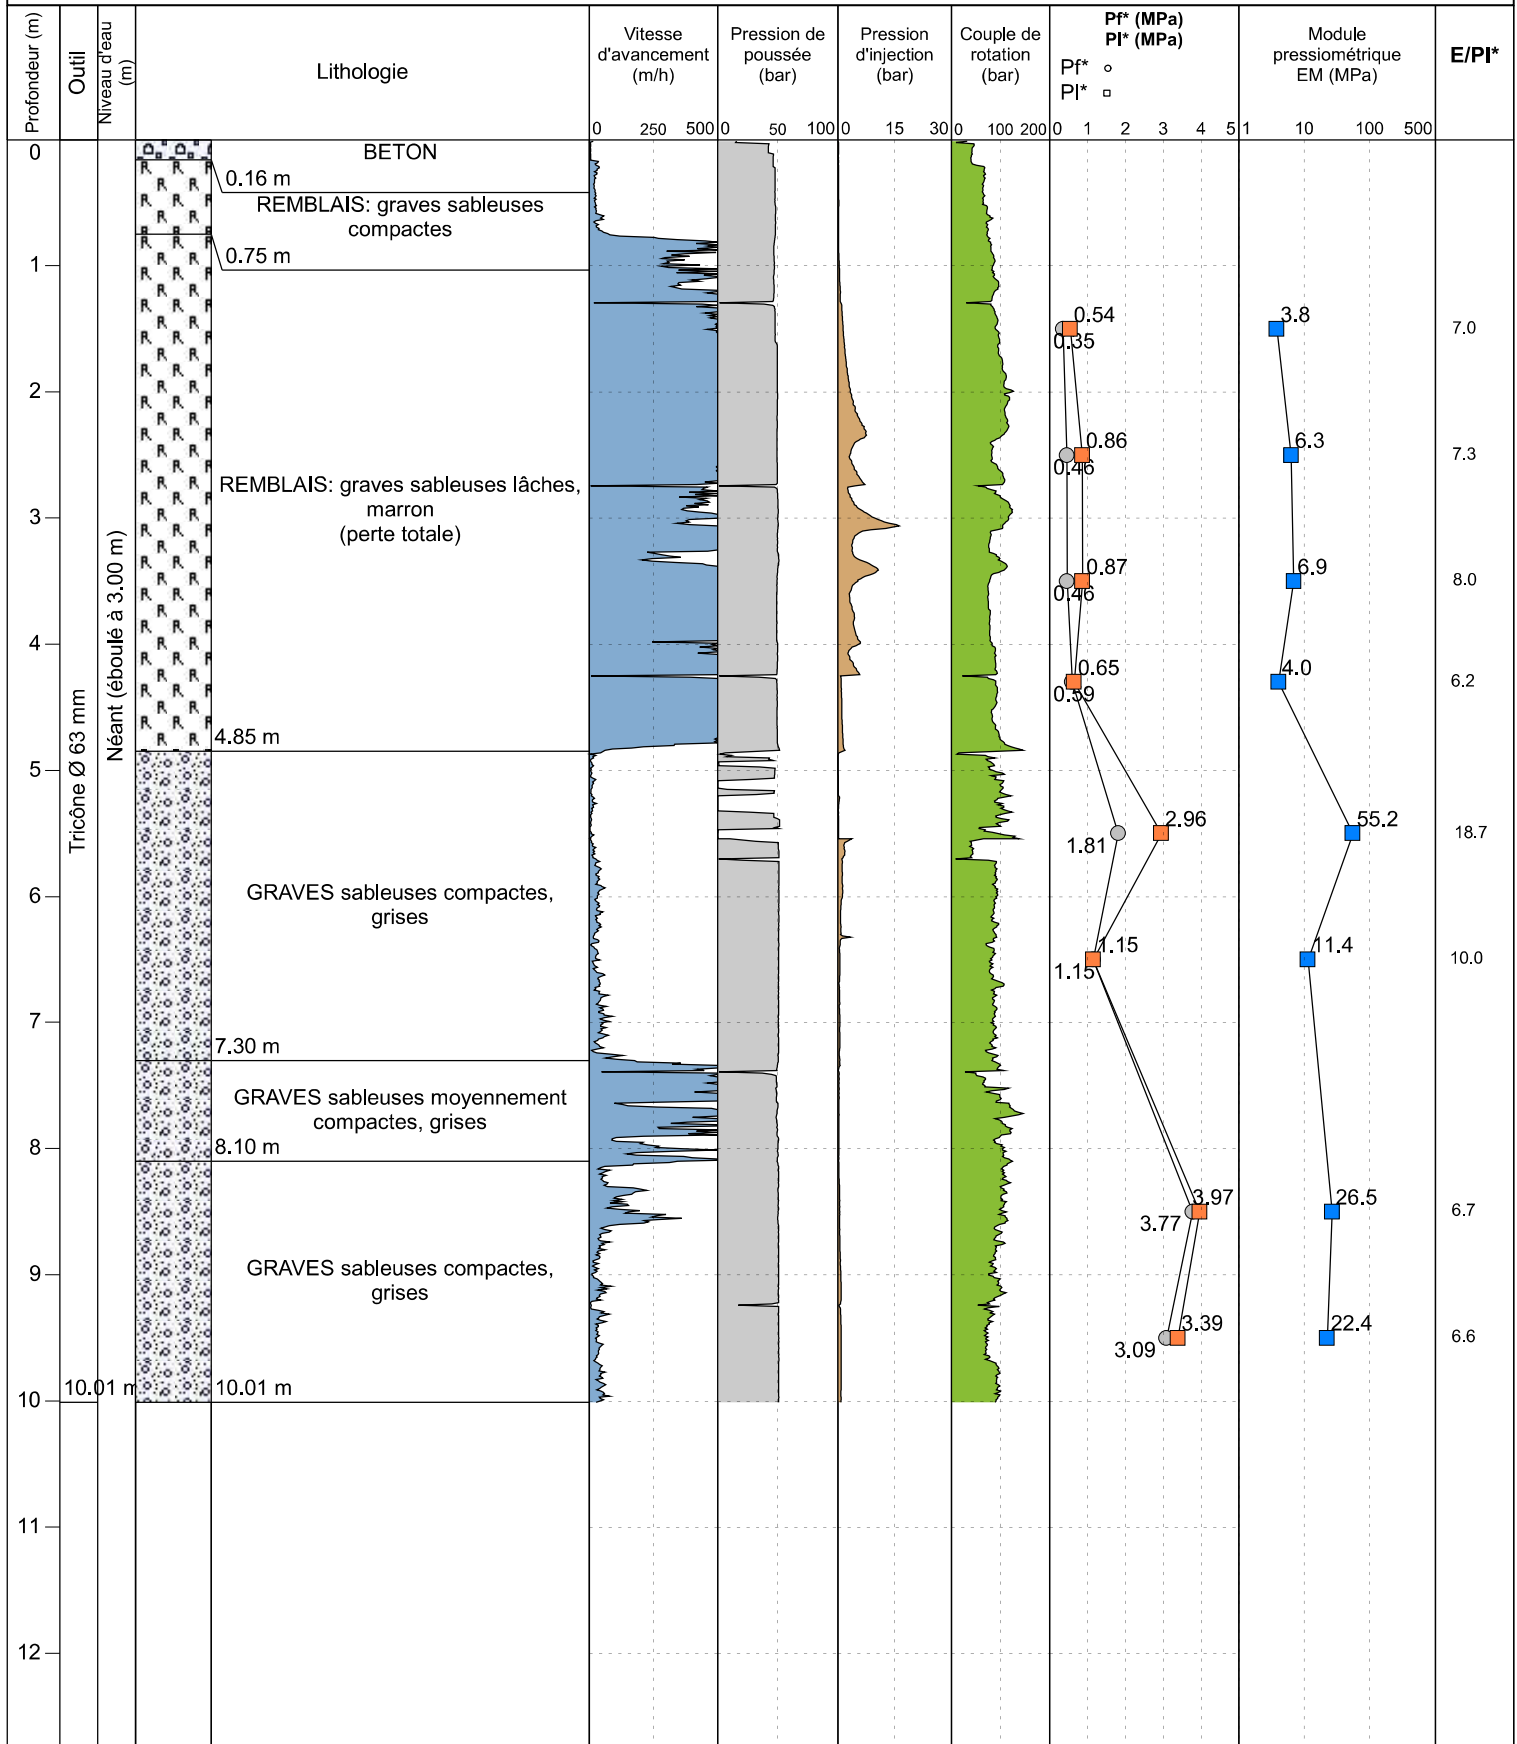 Profondeur (m)
Outil
Niveau d'eau
(m)
Lithologie
Vitesse
d'avancement
(m/h)
Pression de
poussée
(bar)
Pression
d'injection
(bar)
Couple de
rotation
(bar)
Pf* (MPa)
Pl* (MPa)
Pf*
Pl*
Module
pressiométrique
EM (MPa)
E/Pl*
0 250 500
0 50 100
0 15 30
0 100 200
0 1 2 3 4 5
1 10 100 500
0
BETON
0.16 m
REMBLAIS: graves sableuses
compactes
0.75 m
1
0.54
0.35
3.8
7.0
2
0.86
0.46
6.3
7.3
REMBLAIS: graves sableuses lâches,
marron
(perte totale)
3
0.87
0.46
6.9
8.0
Néant (éboulé à 3.00 m)
4
0.65
0.59
4.0
6.2
4.85 m
Tricône Ø 63 mm
5
2.96
1.81
55.2
18.7
GRAVES sableuses compactes,
grises
6
1.15
1.15
11.4
10.0
7
7.30 m
GRAVES sableuses moyennement
compactes, grises
8
8.10 m
3.97
3.77
26.5
6.7
9
GRAVES sableuses compactes,
grises
3.39
3.09
22.4
6.6
10.01 m
10.01 m
10
11
12